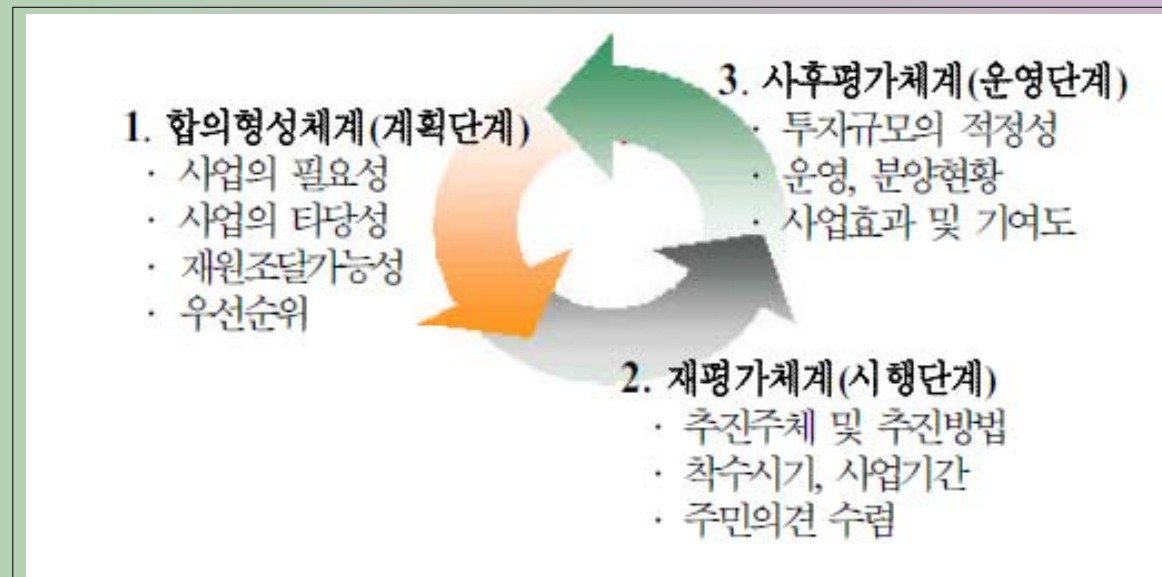 1. 합의형성체계(계획단계)
· 사업의 필요성
· 사업의 타당성
· 재원조달가능성
· 우선순위
2. 재평가체계(시행단계)
· 추진주체 및 추진방법
· 착수시기, 사업기간
· 주민의견 수렴
3. 사후평가체계(운영단계)
· 투자규모의 적정성
· 운영, 분양현황
· 사업효과 및 기여도